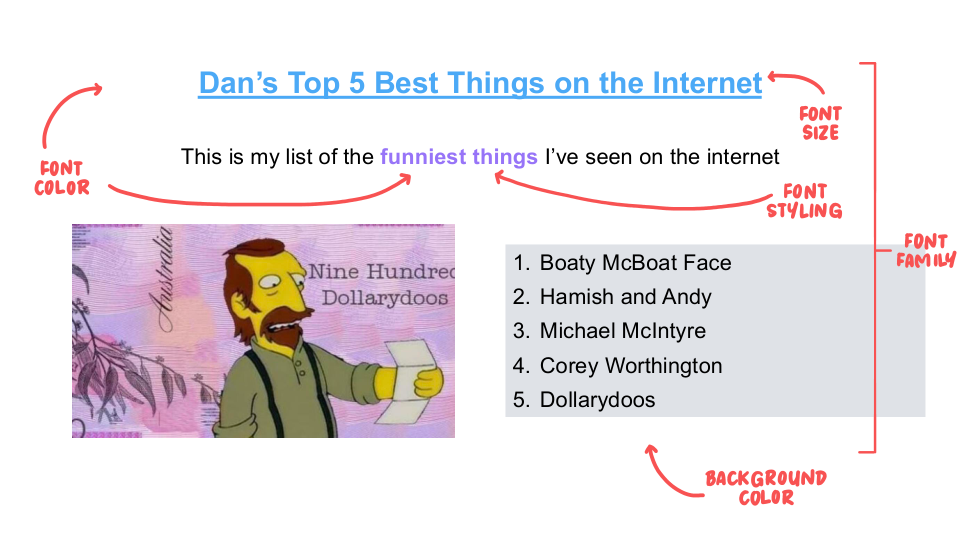 Dan's Top 5 Best Things on the Internet
FONT
SIZE
This is my list of the funniest things I've seen on the internet
FONT
COLOR
FONT
STYLING
Australia
Nine Hundred
Dollarydoos
FONT
FAMILY
1. Boaty McBoat Face
2. Hamish and Andy
3. Michael McIntyre
4. Corey Worthington
5. Dollarydoos
BACKGROUND
COLOR